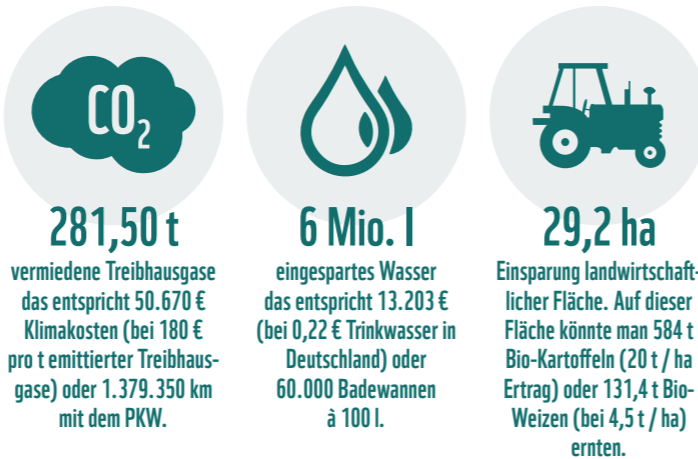 CO2
281,50 t
vermiedene Treibhausgase
das entspricht 50.670 €
Klimakosten (bei 180 €
pro t emittierter Treibhaus-
gase) oder 1.379.350 km
mit dem PKW.
6 Mio. l
eingespartes Wasser
das entspricht 13.203 €
(bei 0,22 € Trinkwasser in
Deutschland) oder
60.000 Badewannen
à 100 l.
29,2 ha
Einsparung landwirtschaft-
licher Fläche. Auf dieser
Fläche könnte man 584 t
Bio-Kartoffeln (20 t / ha
Ertrag) oder 131,4 t Bio-
Weizen (bei 4,5 t / ha)
ernten.